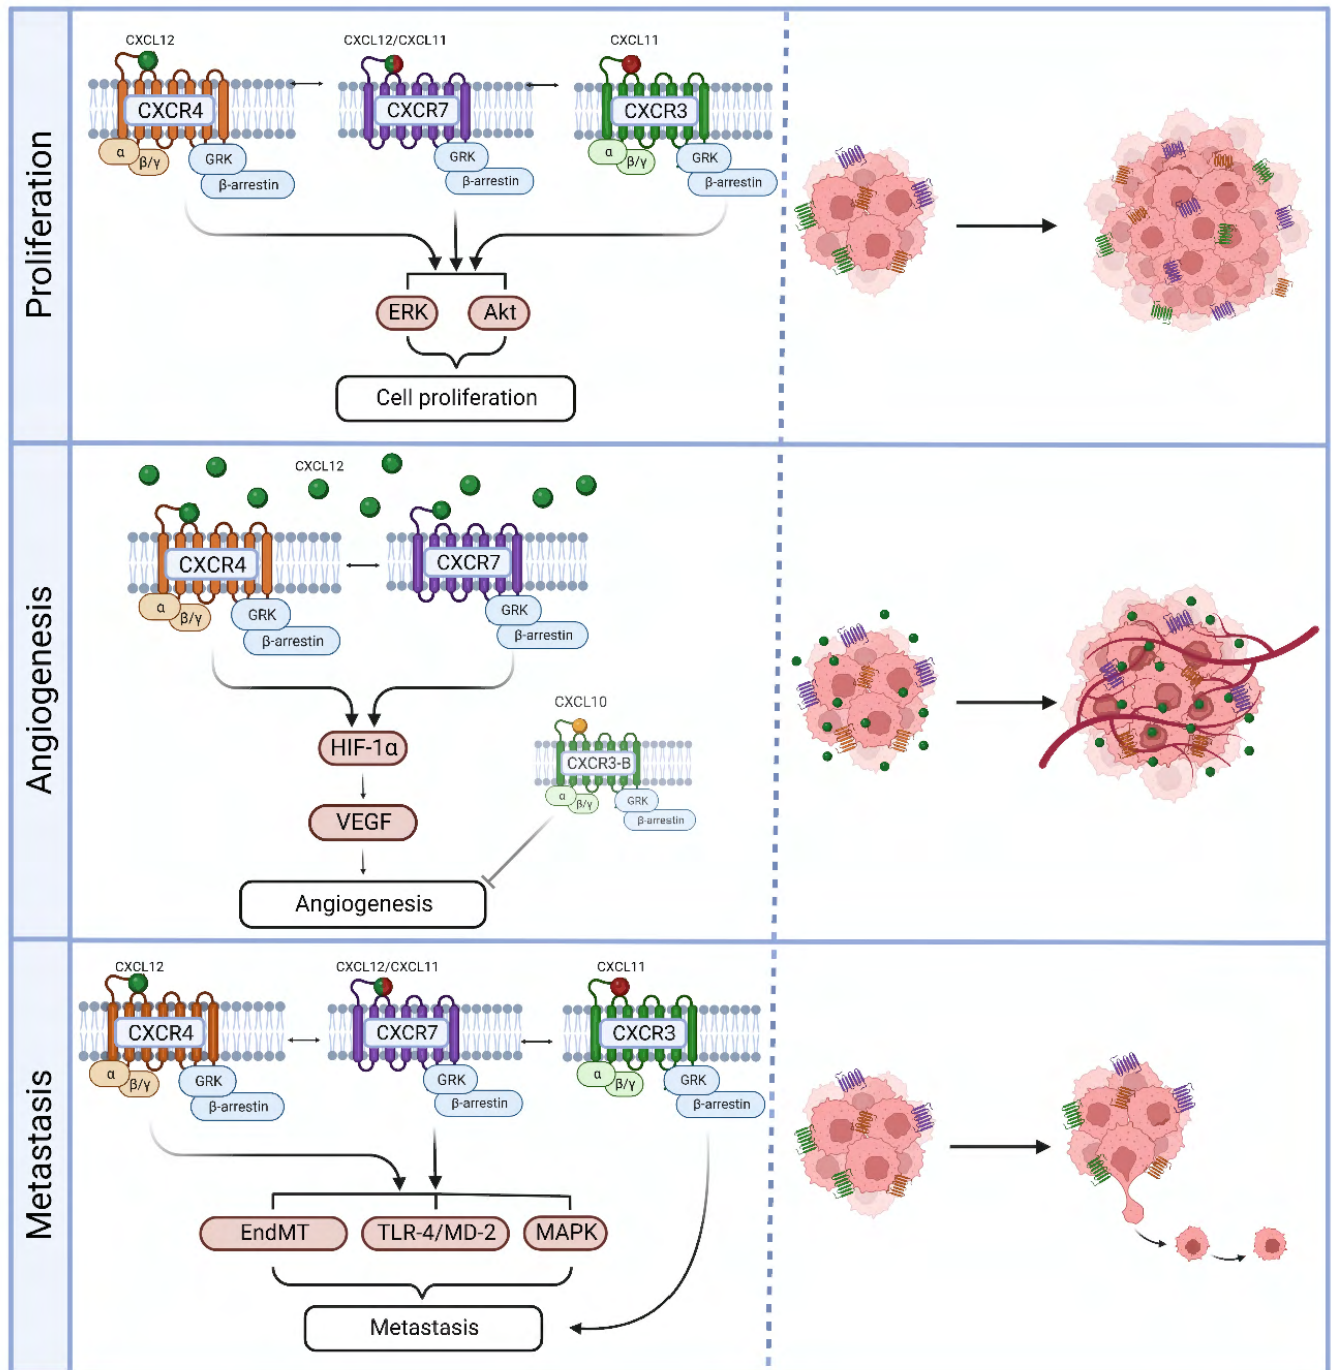 Proliferation
CXCL12
CXCL12/CXCL11
CXCL11
CXCR4
CXCR7
CXCR3
α
β/γ
GRK
β-arrestin
GRK
β-arrestin
α
β/γ
GRK
β-arrestin
ERK
Akt
Cell proliferation
Angiogenesis
CXCL12
CXCR4
CXCR7
α
β/γ
GRK
β-arrestin
GRK
β-arrestin
HIF-1α
CXCL10
CXCR3-B
α
β/γ
GRK
β-arrestin
VEGF
Angiogenesis
Metastasis
CXCL12
CXCL12/CXCL11
CXCL11
CXCR4
CXCR7
CXCR3
α
β/γ
GRK
β-arrestin
GRK
β-arrestin
α
β/γ
GRK
β-arrestin
EndMT
TLR-4/MD-2
MAPK
Metastasis